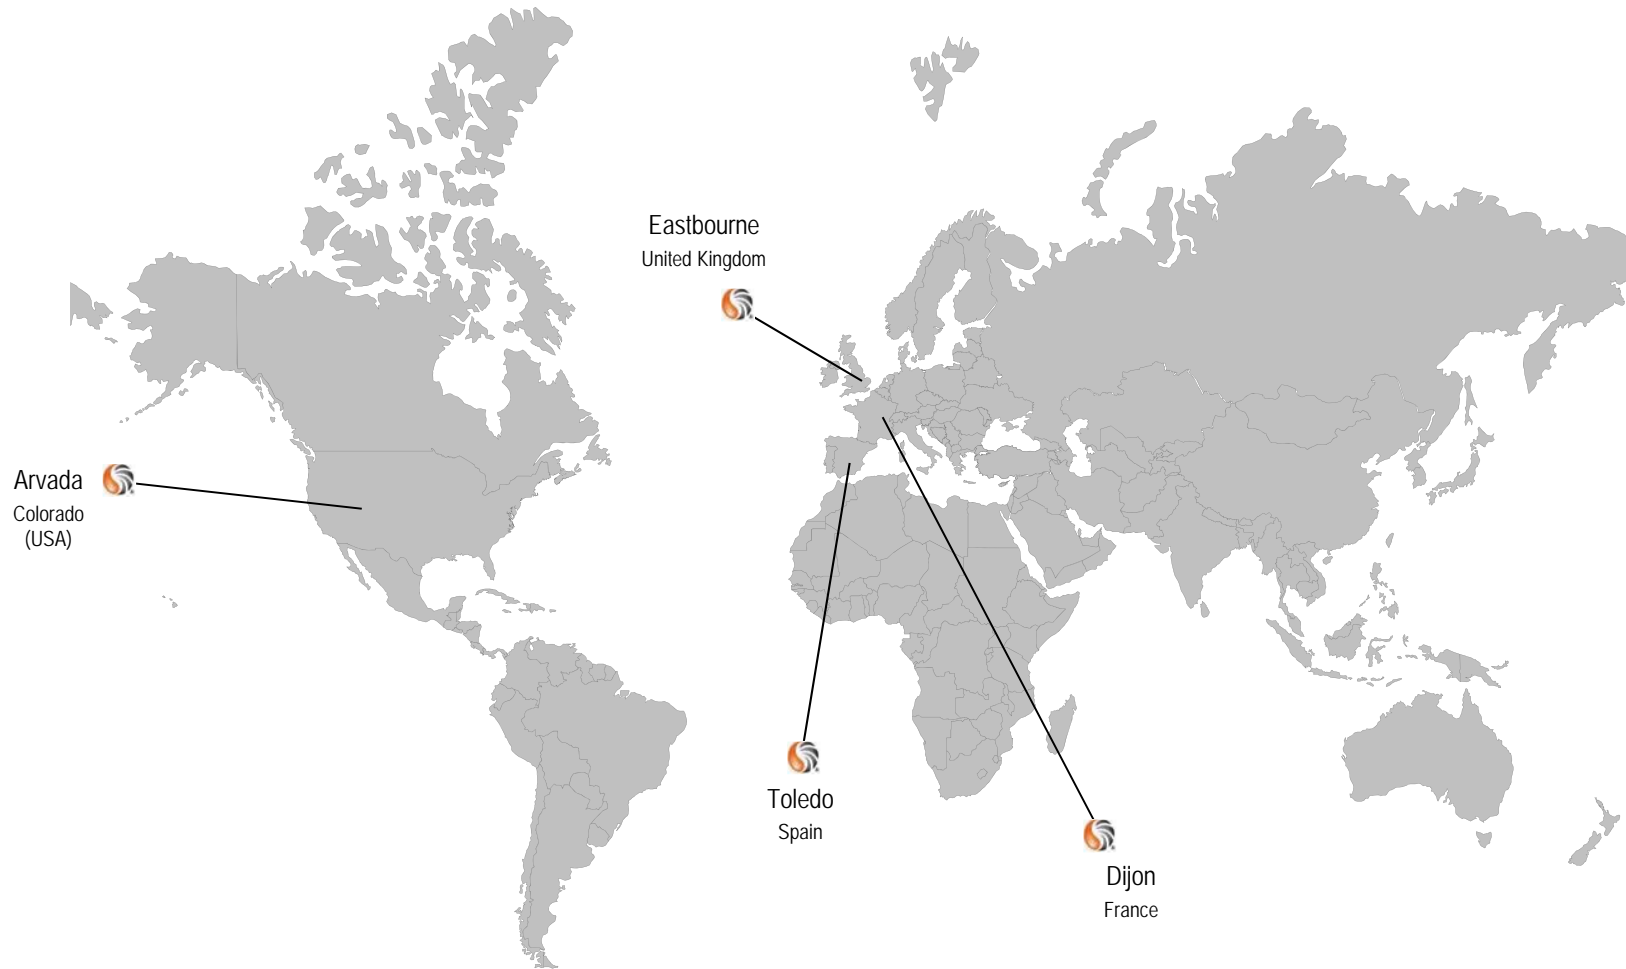 Eastbourne
United Kingdom
Arvada
Colorado
(USA)
Toledo
Spain
Dijon
France